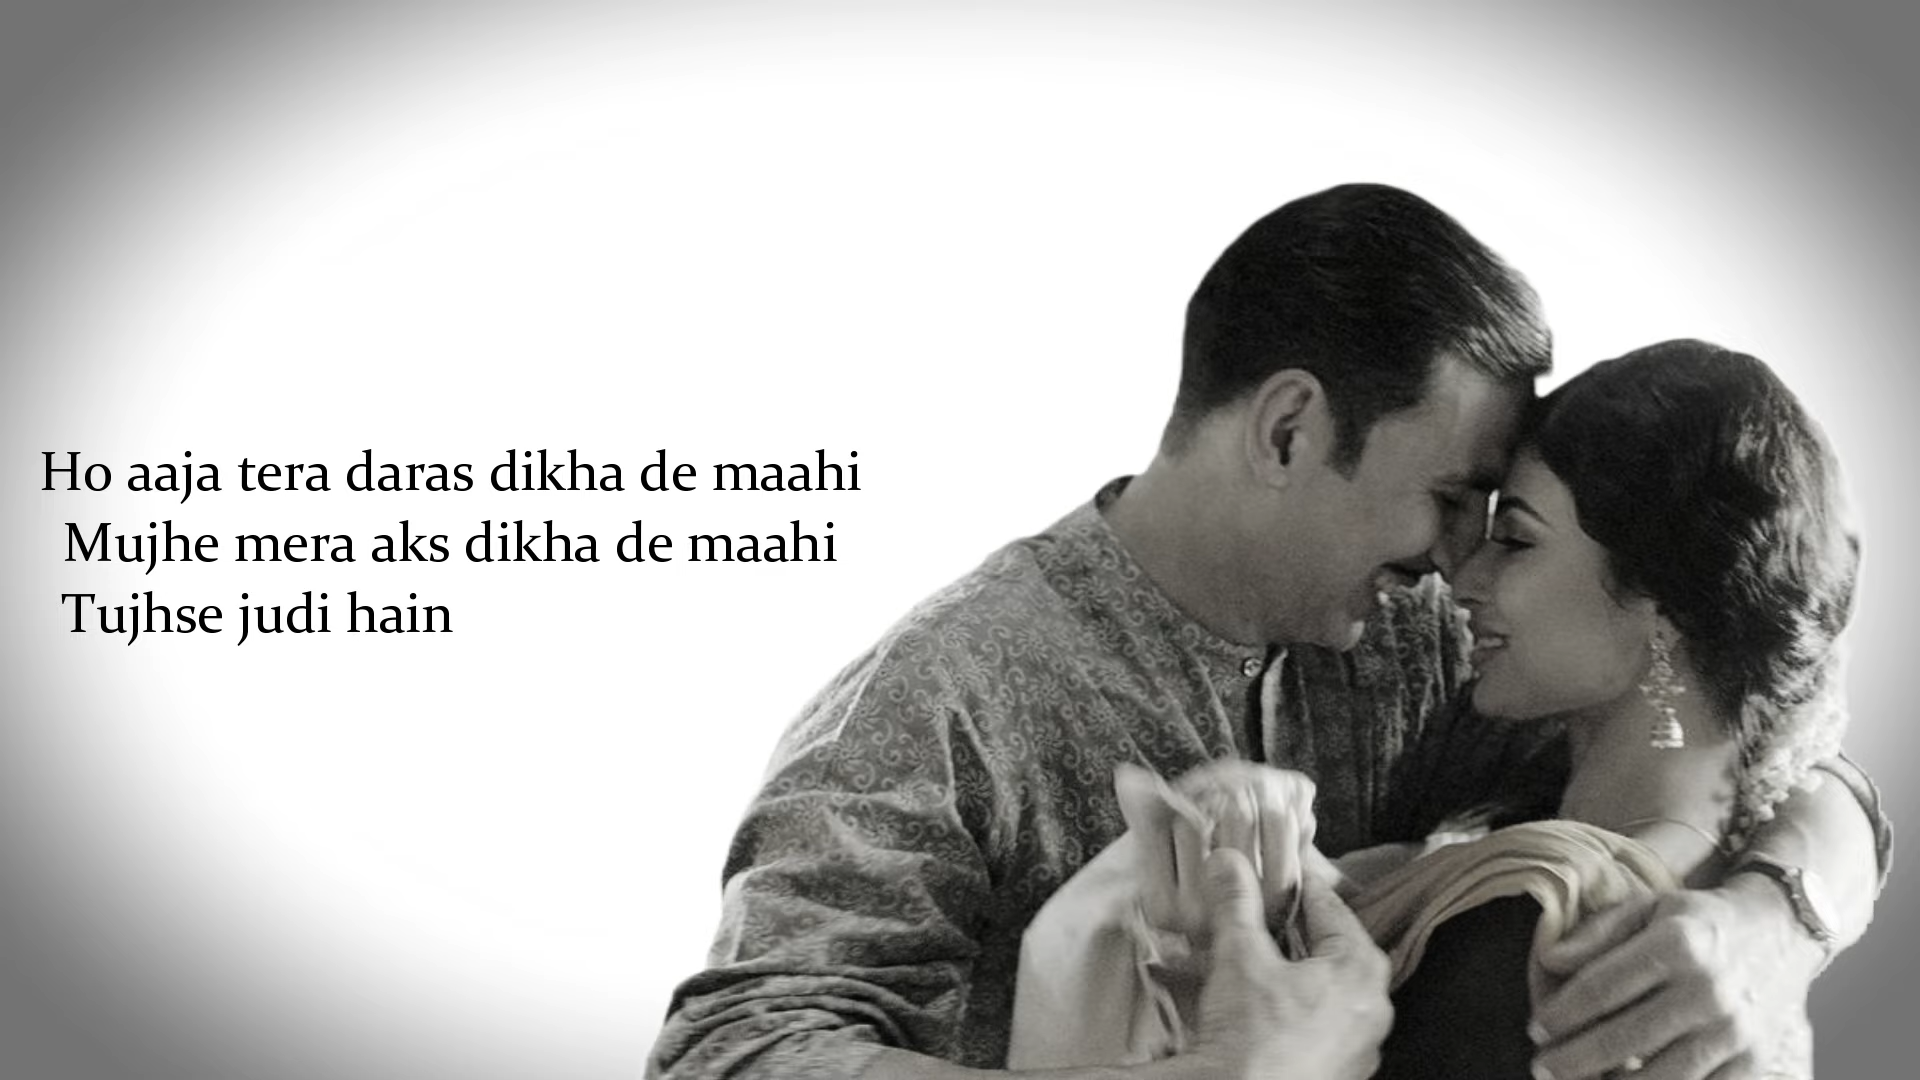 Ho aaja tera daras dikha de maahi
Mujhe mera aks dikha de maahi
Tujhse judi hain